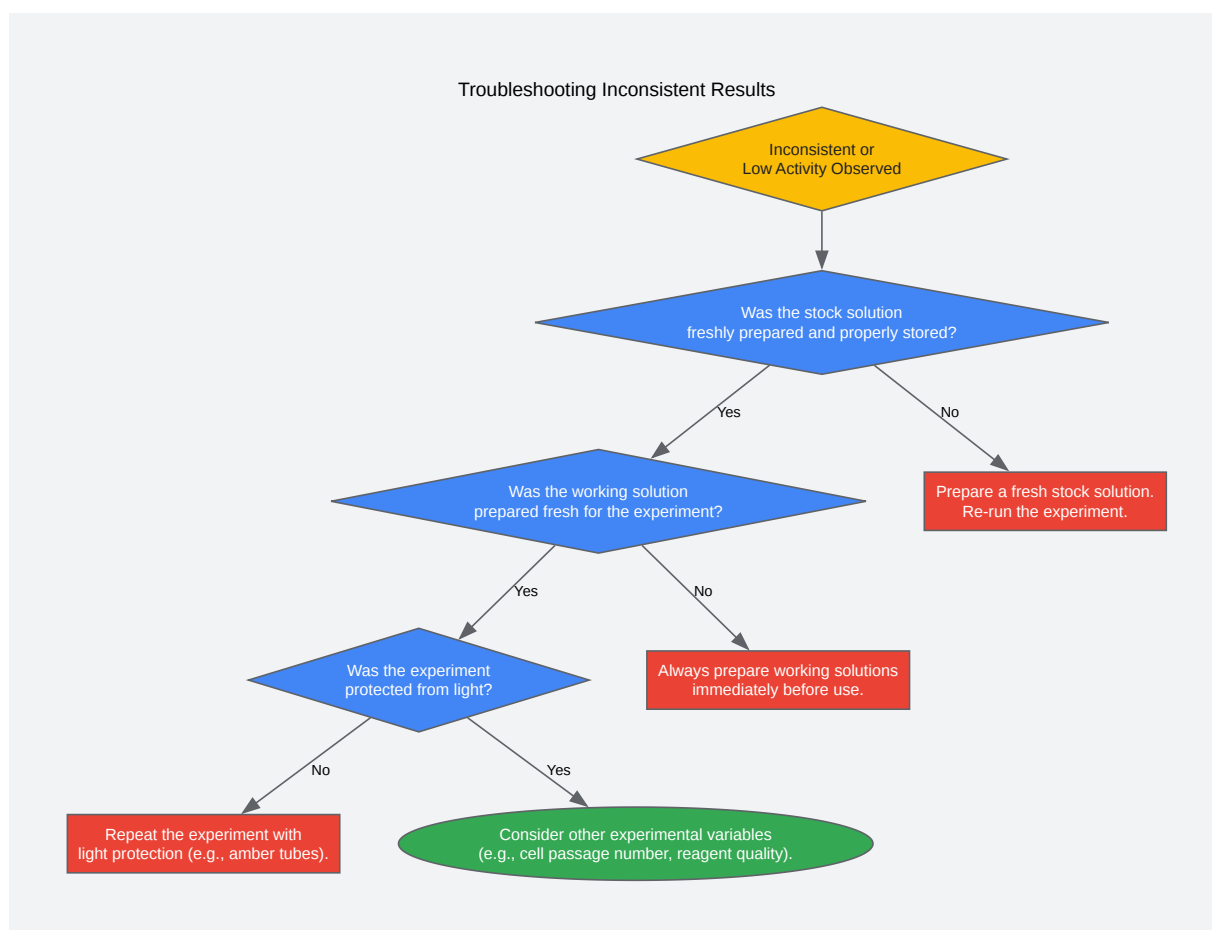 Troubleshooting Inconsistent Results
Inconsistent or
Low Activity Observed
Was the stock solution
freshly prepared and properly stored?
Yes
No
Was the working solution
prepared fresh for the experiment?
Prepare a fresh stock solution.
Re-run the experiment.
Yes
No
Was the experiment
protected from light?
Always prepare working solutions
immediately before use.
No
Yes
Repeat the experiment with
light protection (e.g., amber tubes).
Consider other experimental variables
(e.g., cell passage number, reagent quality).